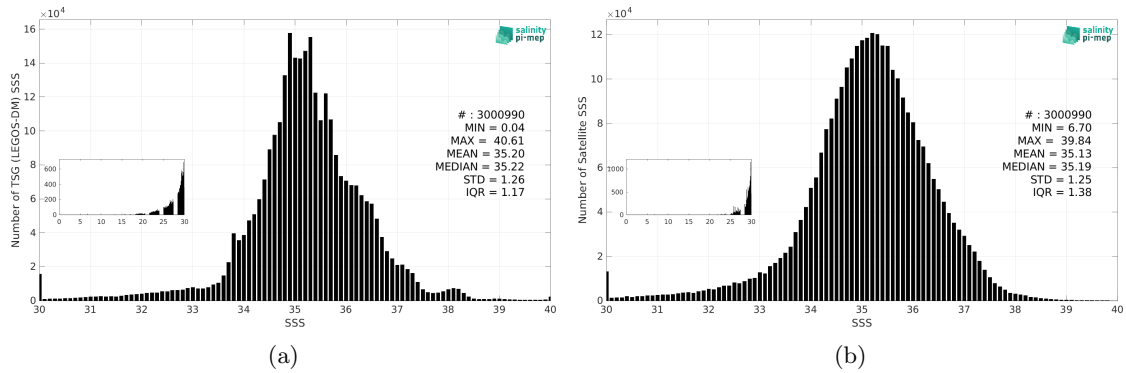 ×10⁴
16
14
12
10
8
6
4
2
0
Number of TSG (LEGOS-DM) SSS
salinity
pi-mep
# : 3000990
MIN = 0.04
MAX = 40.61
MEAN = 35.20
MEDIAN = 35.22
STD = 1.26
IQR = 1.17
600
400
200
0
0 5 10 15 20 25 30
30 31 32 33 34 35 36 37 38 39 40
SSS
(a)
×10⁴
12
10
8
6
4
2
0
Number of Satellite SSS
salinity
pi-mep
# : 3000990
MIN = 6.70
MAX = 39.84
MEAN = 35.13
MEDIAN = 35.19
STD = 1.25
IQR = 1.38
1000
500
0
0 5 10 15 20 25 30
30 31 32 33 34 35 36 37 38 39 40
SSS
(b)